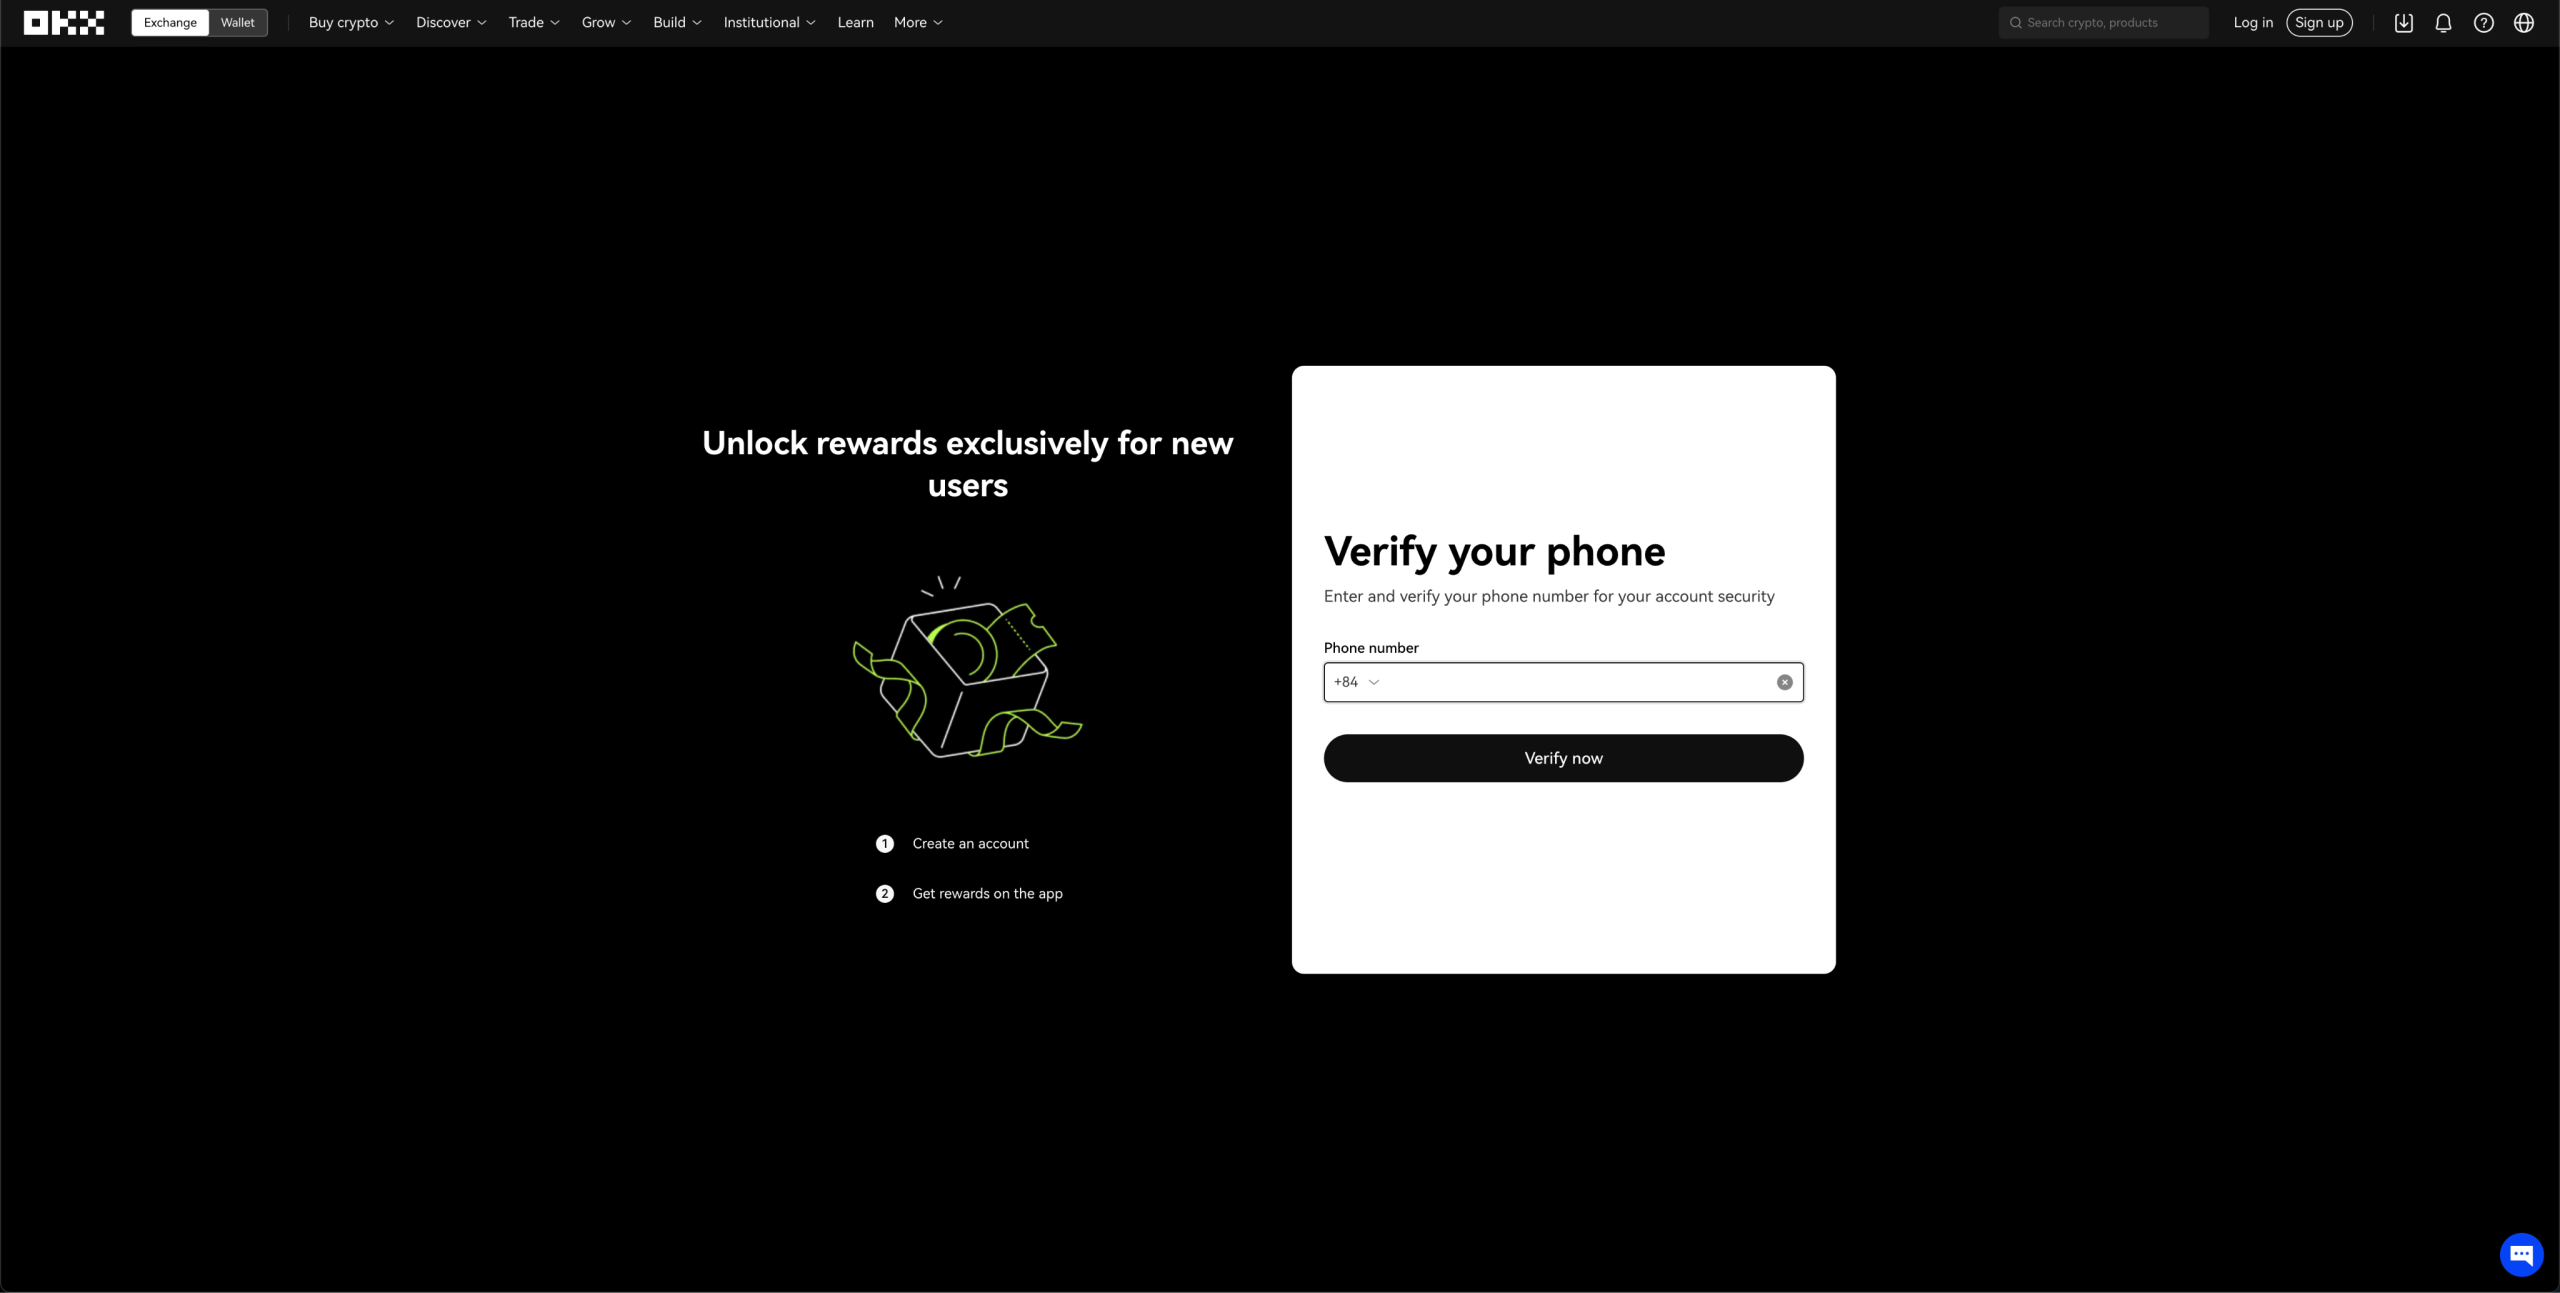 OKX
Exchange
Wallet
Buy crypto
Discover
Trade
Grow
Build
Institutional
Learn
More
Search crypto, products
Log in
Sign up
Unlock rewards exclusively for new
users
1 Create an account
2 Get rewards on the app
Verify your phone
Enter and verify your phone number for your account security
Phone number
+84
Verify now